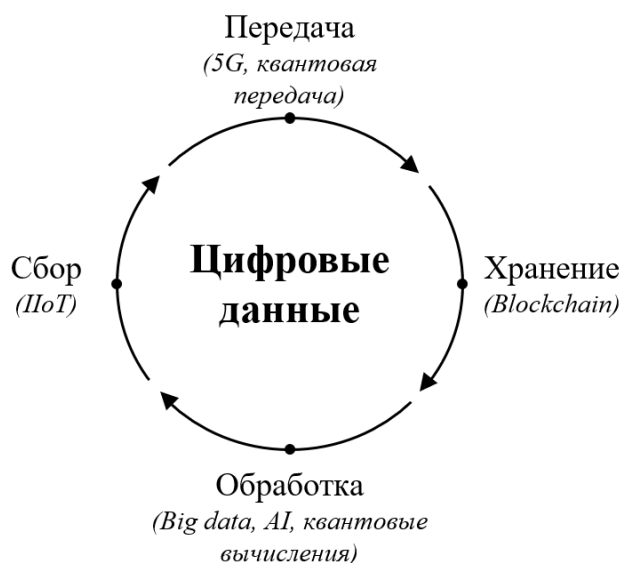 Передача
(5G, квантовая
передача)
Сбор
(IIoT)
Цифровые
данные
Хранение
(Blockchain)
Обработка
(Big data, AI, квантовые
вычисления)